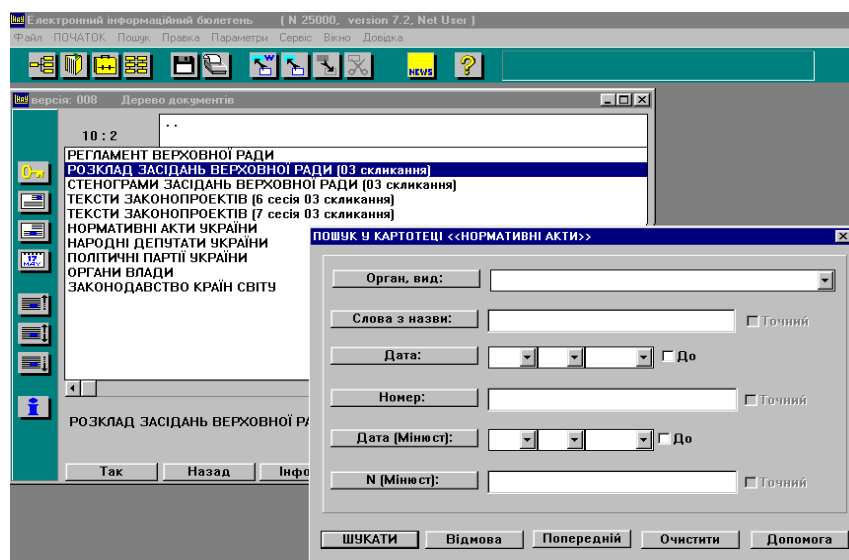 Електронний інформаційний бюлетень [ N 25000, version 7.2, Net User ]
Файл ПОЧАТОК Пошук Правка Параметри Сервіс Вікно Довідка
W
NEWS ?
версія: 008 Дерево документів
10 : 2
..
РЕГЛАМЕНТ ВЕРХОВНОЇ РАДИ
РОЗКЛАД ЗАСІДАНЬ ВЕРХОВНОЇ РАДИ (03 скликання)
СТЕНОГРАМИ ЗАСІДАНЬ ВЕРХОВНОЇ РАДИ (03 скликання)
ТЕКСТИ ЗАКОНОПРОЕКТІВ (6 сесія 03 скликання)
ТЕКСТИ ЗАКОНОПРОЕКТІВ (7 сесія 03 скликання)
НОРМАТИВНІ АКТИ УКРАЇНИ
НАРОДНІ ДЕПУТАТИ УКРАЇНИ
ПОЛІТИЧНІ ПАРТІЇ УКРАЇНИ
ОРГАНИ ВЛАДИ
ЗАКОНОДАВСТВО КРАЇН СВІТУ
17
MAY
РОЗКЛАД ЗАСІДАНЬ ВЕРХОВНОЇ
Так Назад Інфо
ПОШУК У КАРТОТЕЦІ <<НОРМАТИВНІ АКТИ>>
Орган, вид:
Слова з назви: Точний
Дата: До
Номер: Точний
Дата (Мінюст): До
N (Мінюст): Точний
ШУКАТИ Відмова Попередній Очистити Допомога